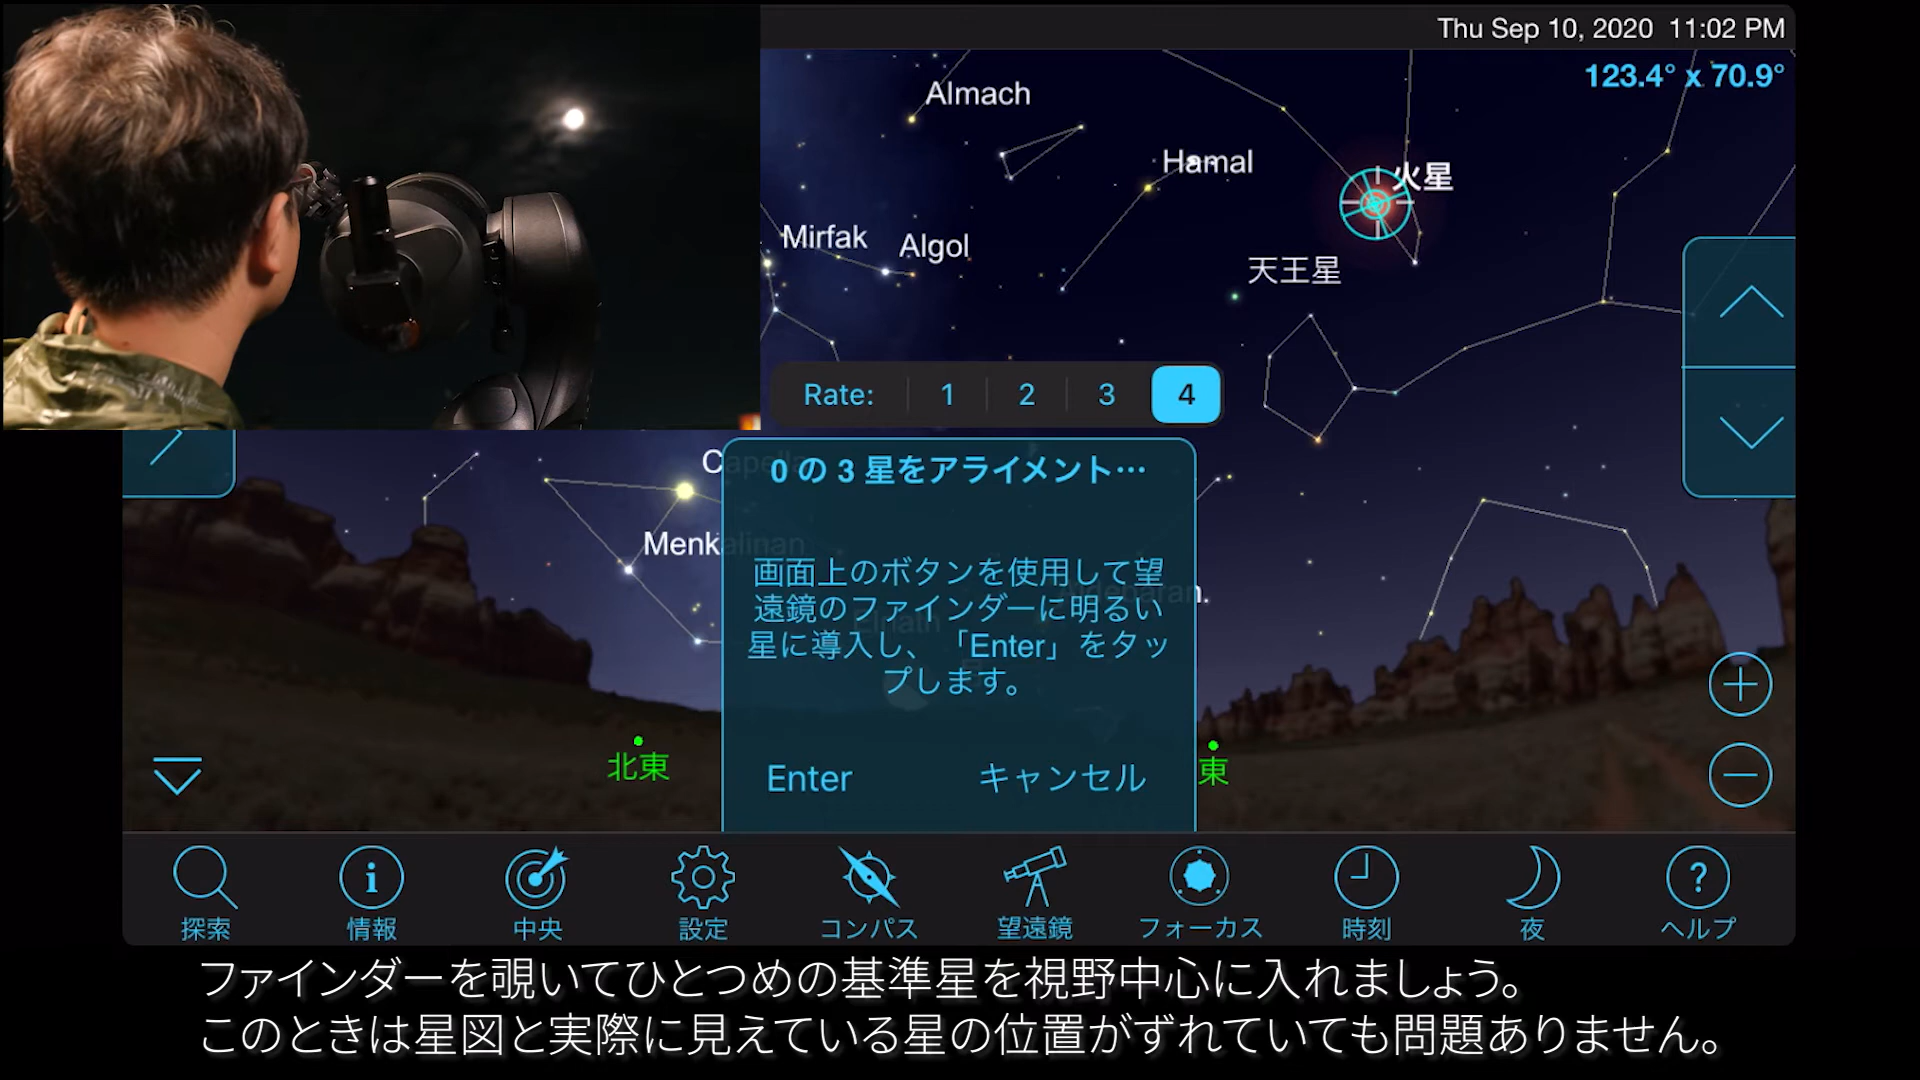 Thu Sep 10, 2020 11:02 PM
123.4° x 70.9°
Almach
Hamal
火星
Mirfak
Algol
天王星
Rate: 1 2 3 4
Capella
0 の 3 星をアライメント…
Menkalinan
画面上のボタンを使用して望
遠鏡のファインダーに明るい
星に導入し、「Enter」をタッ
プします。
Aldebaran
Elnath
Enter キャンセル
北東
東
探索 情報 中央 設定 コンパス 望遠鏡 フォーカス 時刻 夜 ヘルプ
ファインダーを覗いてひとつめの基準星を視野中心に入れましょう。
このときは星図と実際に見えている星の位置がずれていても問題ありません。